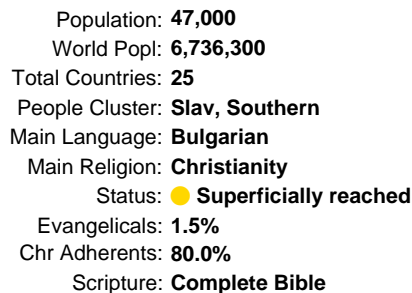 Population: 47,000
World Popl: 6,736,300
Total Countries: 25
People Cluster: Slav, Southern
Main Language: Bulgarian
Main Religion: Christianity
Status: Superficially reached
Evangelicals: 1.5%
Chr Adherents: 80.0%
Scripture: Complete Bible